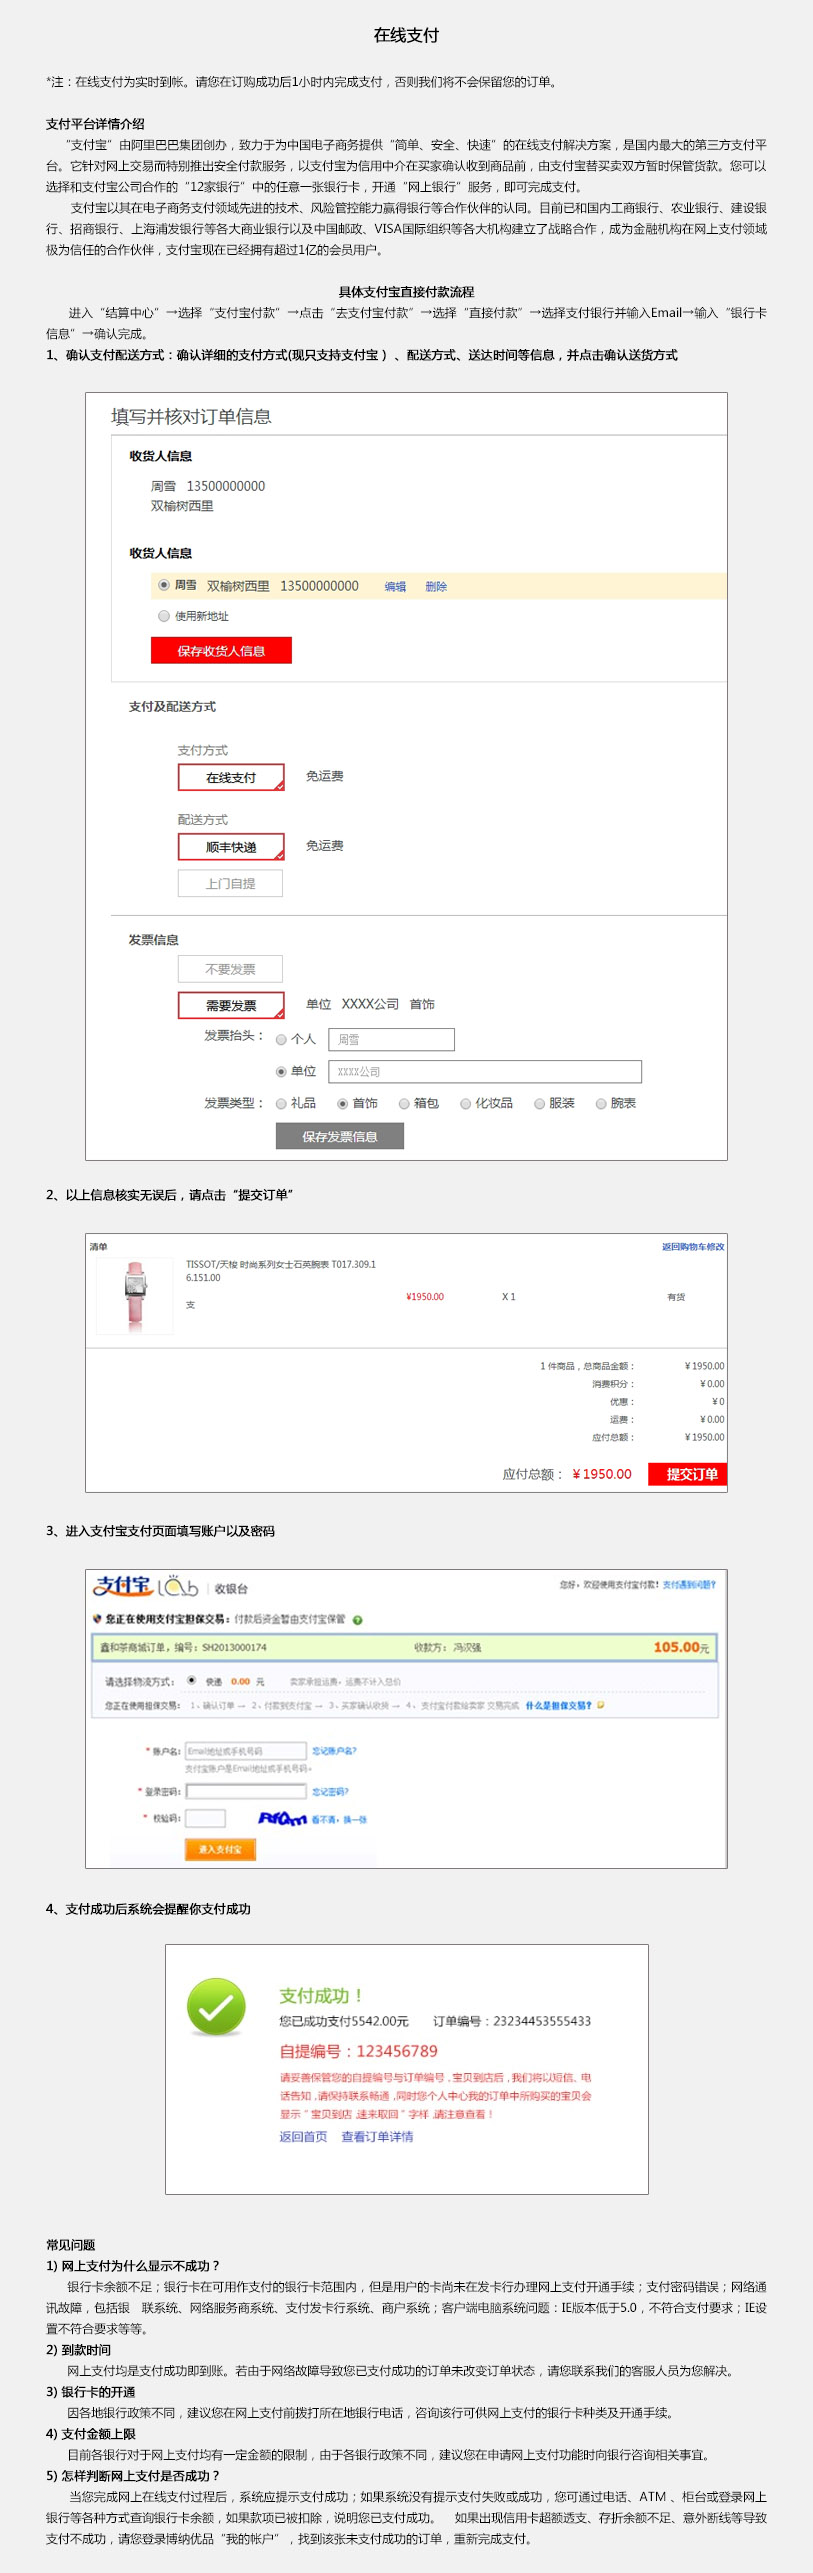 在线支付
*注：在线支付为实时到帐。请您在订购成功后1小时内完成支付，否则我们将不会保留您的订单。
支付平台详情介绍
“支付宝”由阿里巴巴集团创办，致力于为中国电子商务提供“简单、安全、快速”的在线支付解决方案，是国内最大的第三方支付平
台。它针对网上交易而特别推出安全付款服务，以支付宝为信用中介在买家确认收到商品前，由支付宝替买卖双方暂时保管货款。您可以
选择和支付宝公司合作的“12家银行”中的任意一张银行卡，开通“网上银行”服务，即可完成支付。
支付宝以其在电子商务支付领域先进的技术、风险管控能力赢得银行等合作伙伴的认同。目前已和国内工商银行、农业银行、建设银
行、招商银行、上海浦发银行等各大商业银行以及中国邮政、VISA国际组织等各大机构建立了战略合作，成为金融机构在网上支付领域
极为信任的合作伙伴，支付宝现在已经拥有超过1亿的会员用户。
具体支付宝直接付款流程
进入“结算中心”→选择“支付宝付款”→点击“去支付宝付款”→选择“直接付款”→选择支付银行并输入Email→输入“银行卡
信息”→确认完成。
1、确认支付配送方式：确认详细的支付方式(现只支持支付宝）、配送方式、送达时间等信息，并点击确认送货方式
填写并核对订单信息
收货人信息
周雪 13500000000
双榆树西里
收货人信息
周雪 双榆树西里 13500000000 编辑 删除
使用新地址
保存收货人信息
支付及配送方式
支付方式
在线支付 免运费
配送方式
顺丰快递 免运费
上门自提
发票信息
不要发票
需要发票 单位 XXXX公司 首饰
发票抬头： 个人 周雪
单位 XXXX公司
发票类型： 礼品 首饰 箱包 化妆品 服装 腕表
保存发票信息
2、以上信息核实无误后，请点击“提交订单”
清单 返回购物车修改
TISSOT/天梭 时尚系列女士石英腕表 T017.309.1
6.151.00
支 ¥1950.00 X 1 有货
1 件商品，总商品金额： ¥ 1950.00
消费积分： ¥ 0.00
优惠： ¥ 0
运费： ¥ 0.00
应付总额： ¥ 1950.00
应付总额： ¥ 1950.00 提交订单
3、进入支付宝支付页面填写账户以及密码
支付宝 Lab 收银台 您好，欢迎使用支付宝付款！支付遇到问题?
您正在使用支付宝担保交易：付款后资金暂由支付宝保管
鑫和茶商城订单，编号：SH2013000174 收款方：冯汉强 105.00元
请选择物流方式： 快递 0.00 元 卖家承担运费，运费不计入总价
您正在使用担保交易： 1、确认订单 → 2、付款到支付宝 → 3、买家确认收货 → 4、支付宝付款给卖家 交易完成 什么是担保交易?
* 账户名： Email地址或手机号码 忘记账户名?
支付宝账户是Email地址或手机号码。
* 登录密码： 忘记密码?
* 校验码： 看不清，换一张
进入支付宝
4、支付成功后系统会提醒你支付成功
支付成功！
您已成功支付5542.00元 订单编号：23234453555433
自提编号：123456789
请妥善保管您的自提编号与订单编号，宝贝到店后，我们将以短信、电
话告知，请保持联系畅通，同时您个人中心我的订单中所购买的宝贝会
显示“宝贝到店，速来取回”字样，请注意查看！
返回首页 查看订单详情
常见问题
1) 网上支付为什么显示不成功？
银行卡余额不足；银行卡在可用作支付的银行卡范围内，但是用户的卡尚未在发卡行办理网上支付开通手续；支付密码错误；网络通
讯故障，包括银 联系统、网络服务商系统、支付发卡行系统、商户系统；客户端电脑系统问题：IE版本低于5.0，不符合支付要求；IE设
置不符合要求等等。
2) 到款时间
网上支付均是支付成功即到账。若由于网络故障导致您已支付成功的订单未改变订单状态，请您联系我们的客服人员为您解决。
3) 银行卡的开通
因各地银行政策不同，建议您在网上支付前拨打所在地银行电话，咨询该行可供网上支付的银行卡种类及开通手续。
4) 支付金额上限
目前各银行对于网上支付均有一定金额的限制，由于各银行政策不同，建议您在申请网上支付功能时向银行咨询相关事宜。
5) 怎样判断网上支付是否成功？
当您完成网上在线支付过程后，系统应提示支付成功；如果系统没有提示支付失败或成功，您可通过电话、ATM 、柜台或登录网上
银行等各种方式查询银行卡余额，如果款项已被扣除，说明您已支付成功。 如果出现信用卡超额透支、存折余额不足、意外断线等导致
支付不成功，请您登录博纳优品“我的帐户”，找到该张未支付成功的订单，重新完成支付。